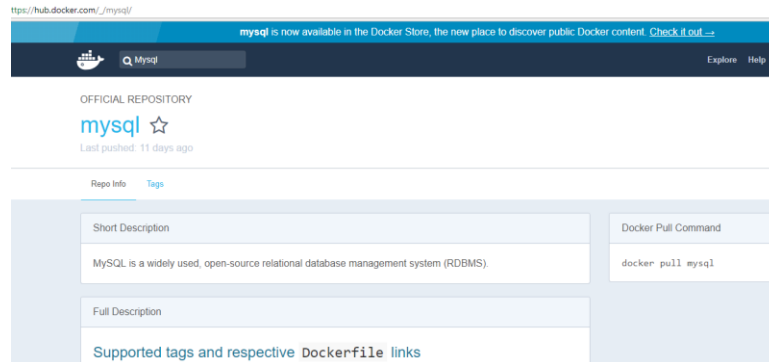 ttps://hub.docker.com/_/mysql/
mysql is now available in the Docker Store, the new place to discover public Docker content. Check it out →
Mysql
Explore Help
OFFICIAL REPOSITORY
mysql
Last pushed: 11 days ago
Repo Info Tags
Short Description
MySQL is a widely used, open-source relational database management system (RDBMS).
Docker Pull Command
docker pull mysql
Full Description
Supported tags and respective Dockerfile links